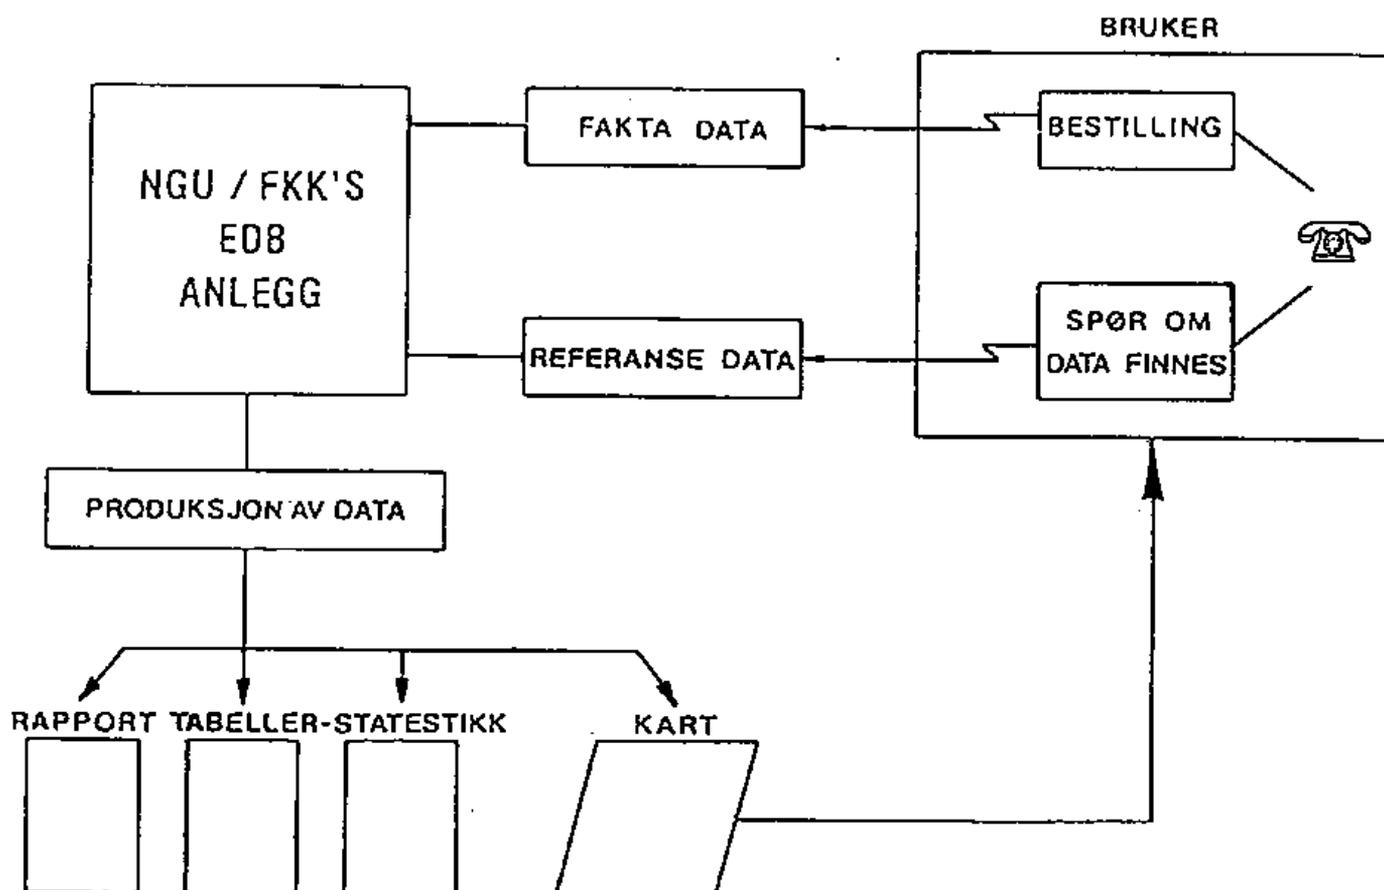 BRUKER
FAKTA DATA
BESTILLING
NGU / FKK'S
EDB
ANLEGG
SPØR OM
DATA FINNES
REFERANSE DATA
PRODUKSJON AV DATA
RAPPORT TABELLER-STATESTIKK
KART